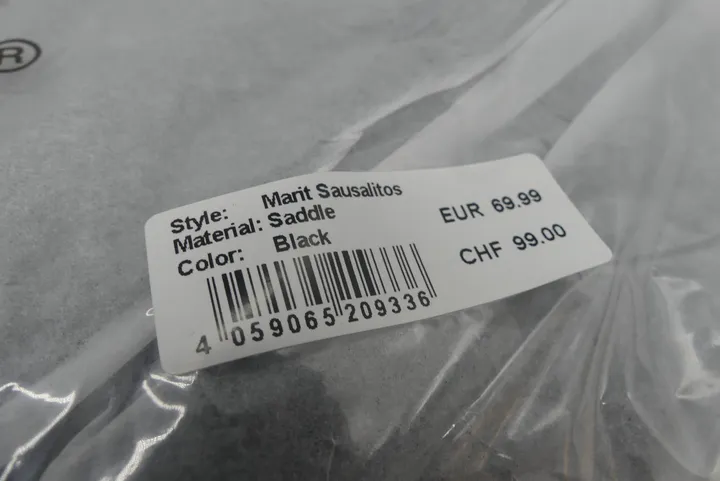 ®
Style: Marit Sausalitos
Material: Saddle
Color: Black
EUR 69.99
CHF 99.00
4 059065 209336